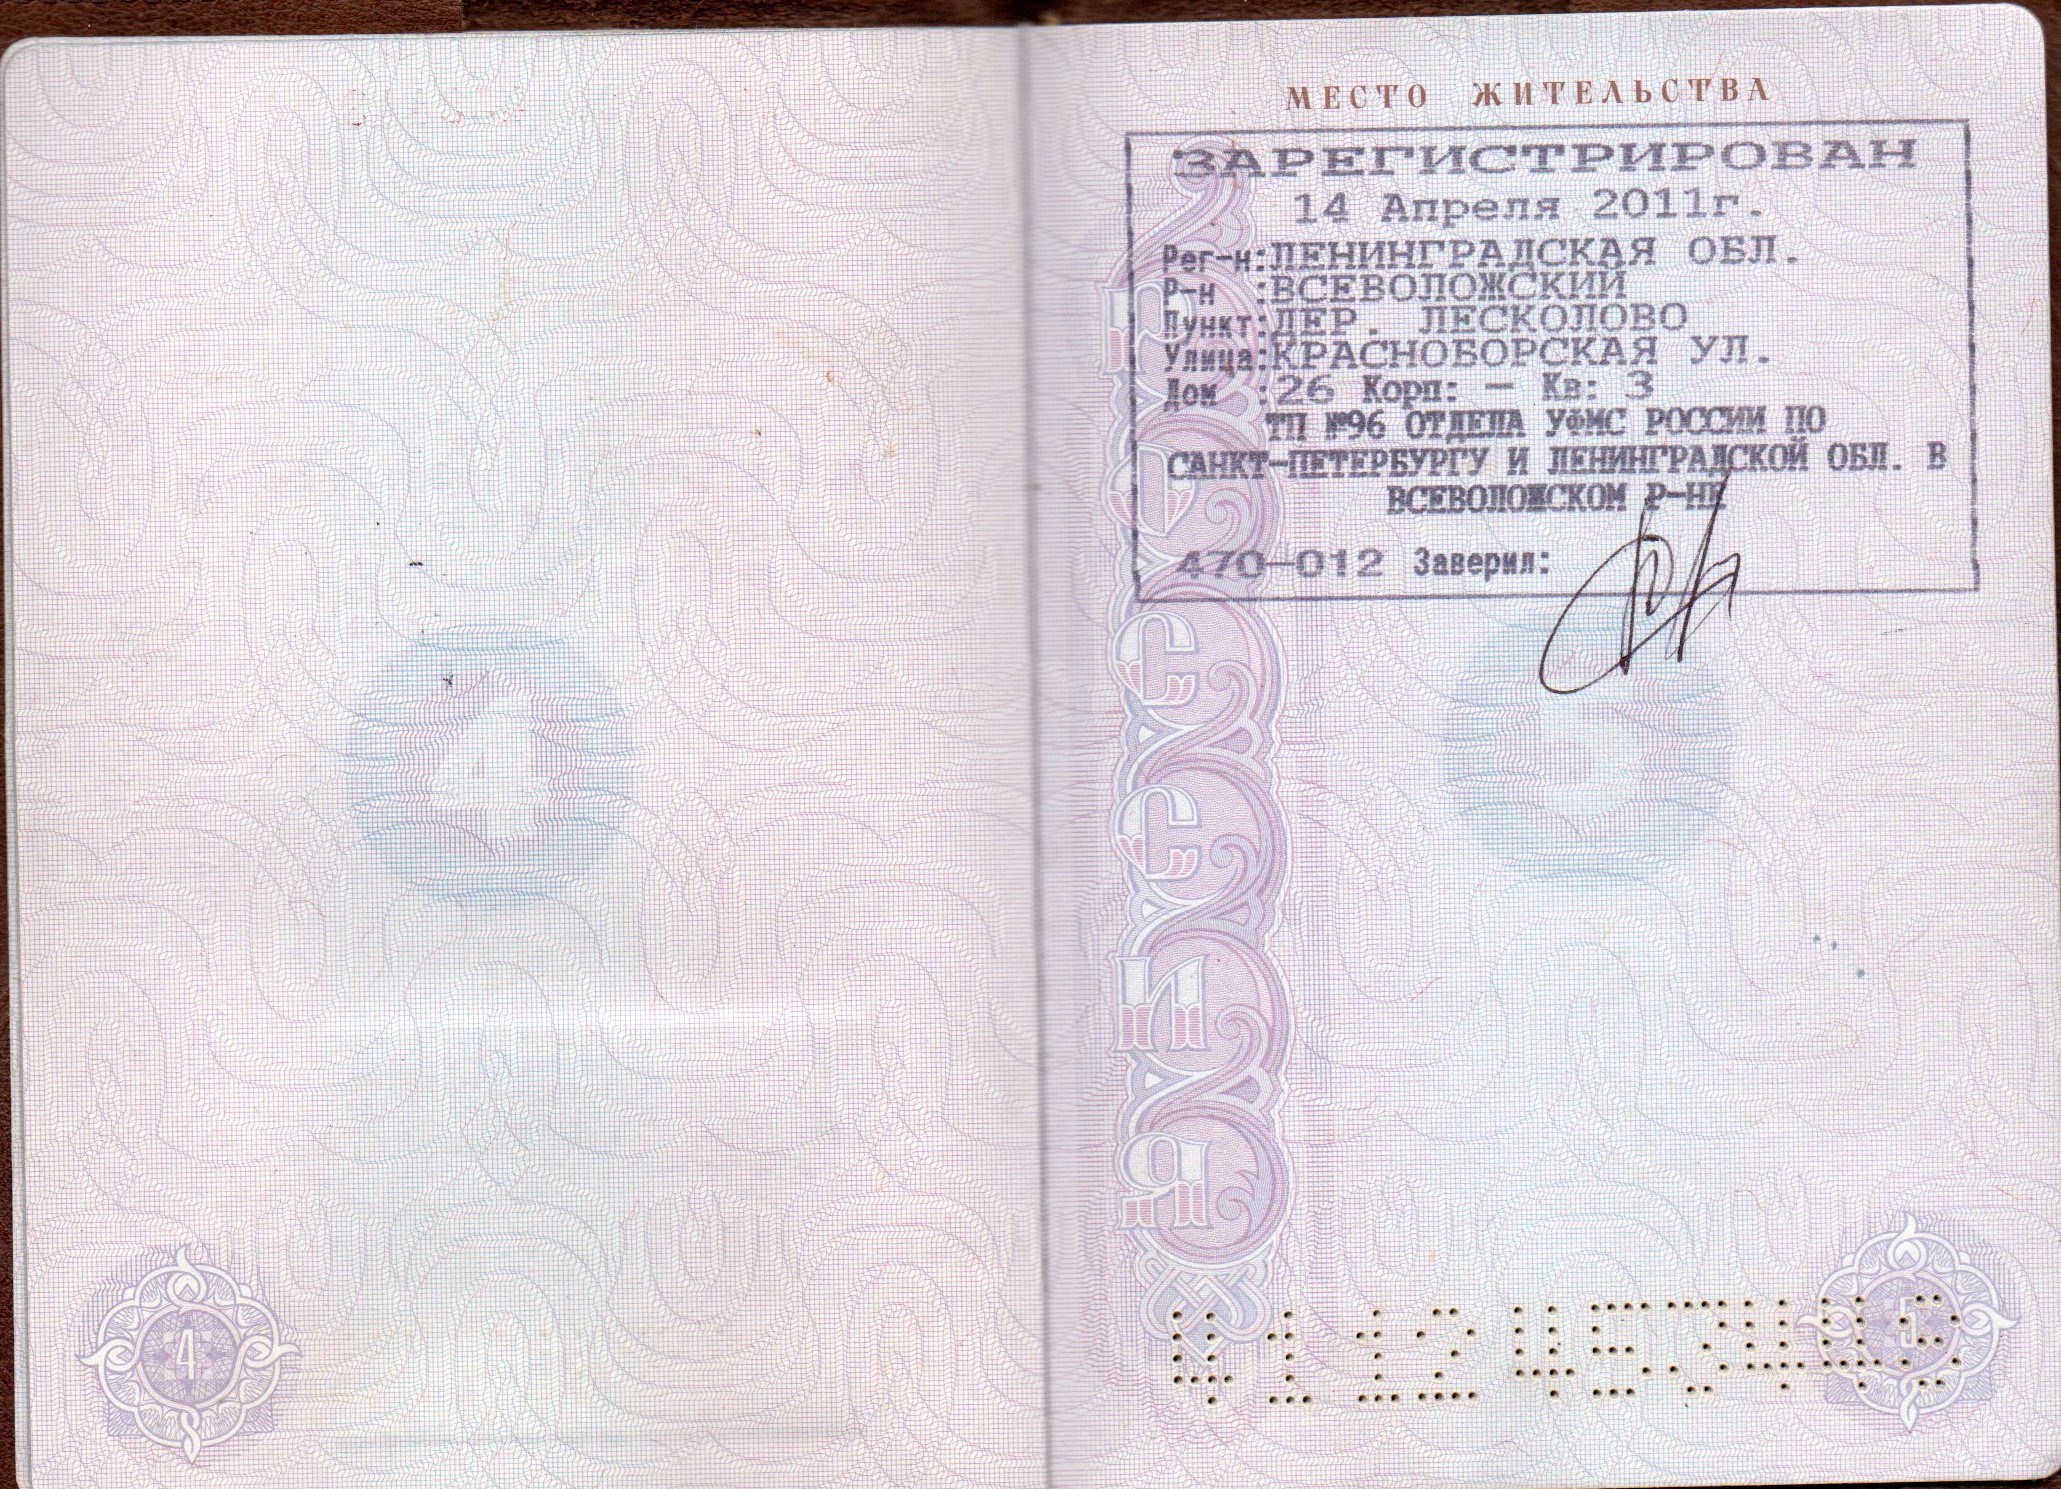 МЕСТО ЖИТЕЛЬСТВА
ЗАРЕГИСТРИРОВАН
14 Апреля 2011г.
Рег-н:ЛЕНИНГРАДСКАЯ ОБЛ.
Р-н :ВСЕВОЛОЖСКИЙ
Пункт:ДЕР. ЛЕСКОЛОВО
Улица:КРАСНОБОРСКАЯ УЛ.
Дом :26 Корп: — Кв: 3
ТП №96 ОТДЕЛА УФМС РОССИИ ПО
САНКТ-ПЕТЕРБУРГУ И ЛЕНИНГРАДСКОЙ ОБЛ. В
ВСЕВОЛОЖСКОМ Р-НЕ
470-012 Заверил:
РОССИЯ
4
4
5